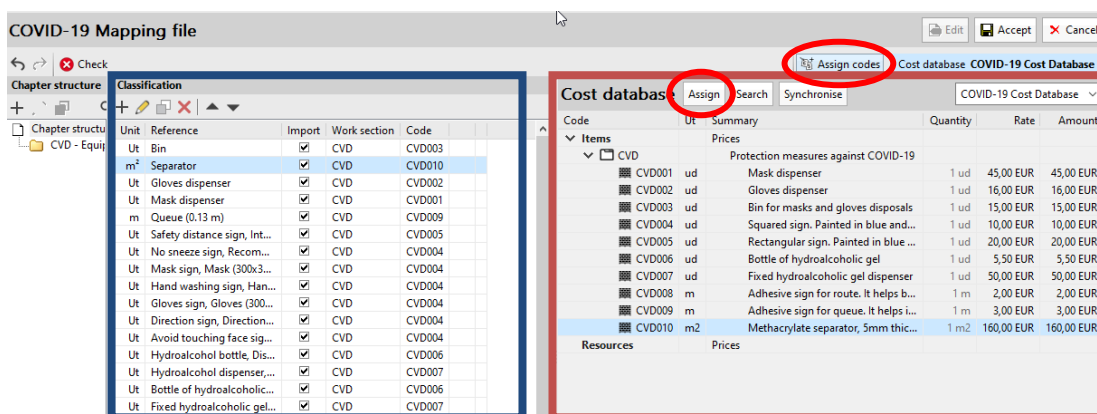 COVID-19 Mapping file
Edit Accept Cancel
Check Assign codes Cost database COVID-19 Cost Database
Chapter structure Classification Cost database Assign Search Synchronise COVID-19 Cost Database
Chapter structu
CVD - Equip
Unit Reference Import Work section Code
Ut Bin CVD CVD003
m² Separator CVD CVD010
Ut Gloves dispenser CVD CVD002
Ut Mask dispenser CVD CVD001
m Queue (0.13 m) CVD CVD009
Ut Safety distance sign, Int... CVD CVD005
Ut No sneeze sign, Recom... CVD CVD004
Ut Mask sign, Mask (300x3... CVD CVD004
Ut Hand washing sign, Han... CVD CVD004
Ut Gloves sign, Gloves (300... CVD CVD004
Ut Direction sign, Direction... CVD CVD004
Ut Avoid touching face sig... CVD CVD004
Ut Hydroalcohol bottle, Dis... CVD CVD006
Ut Hydroalcohol dispenser,... CVD CVD007
Ut Bottle of hydroalcoholic... CVD CVD006
Ut Fixed hydroalcoholic gel... CVD CVD007
Code Ut Summary Quantity Rate Amount
Items Prices
CVD Protection measures against COVID-19
CVD001 ud Mask dispenser 1 ud 45,00 EUR 45,00 EUR
CVD002 ud Gloves dispenser 1 ud 16,00 EUR 16,00 EUR
CVD003 ud Bin for masks and gloves disposals 1 ud 15,00 EUR 15,00 EUR
CVD004 ud Squared sign. Painted in blue and... 1 ud 10,00 EUR 10,00 EUR
CVD005 ud Rectangular sign. Painted in blue ... 1 ud 20,00 EUR 20,00 EUR
CVD006 ud Bottle of hydroalcoholic gel 1 ud 5,50 EUR 5,50 EUR
CVD007 ud Fixed hydroalcoholic gel dispenser 1 ud 50,00 EUR 50,00 EUR
CVD008 m Adhesive sign for route. It helps b... 1 m 2,00 EUR 2,00 EUR
CVD009 m Adhesive sign for queue. It helps i... 1 m 3,00 EUR 3,00 EUR
CVD010 m2 Methacrylate separator, 5mm thic... 1 m2 160,00 EUR 160,00 EUR
Resources Prices